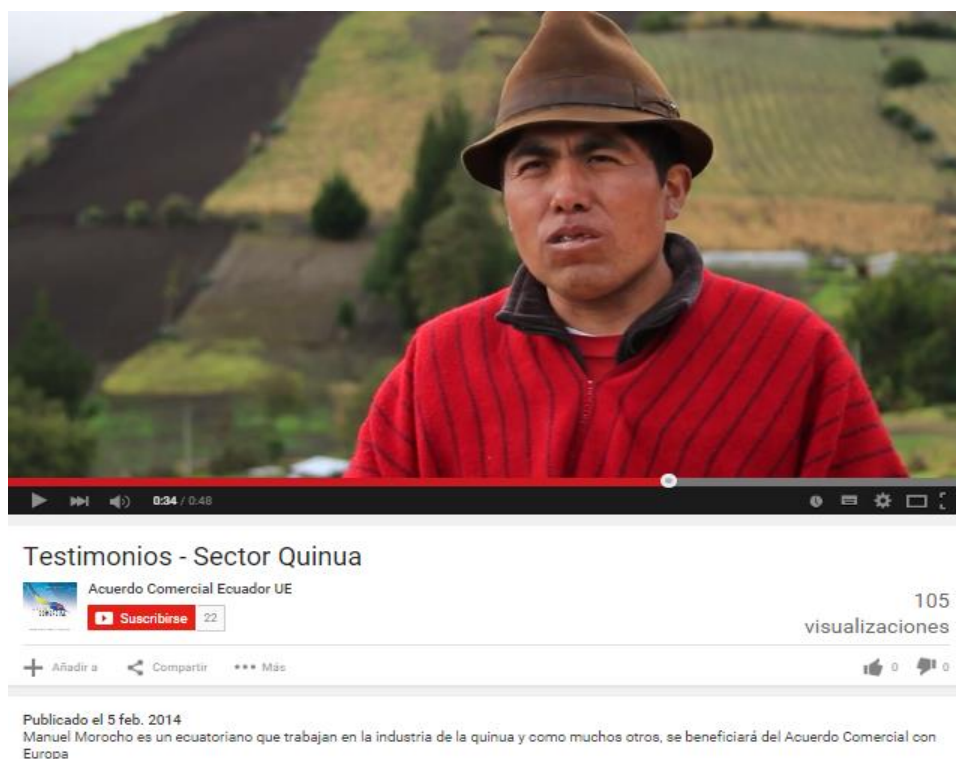 0:34 / 0:48
Testimonios - Sector Quinua
Acuerdo Comercial Ecuador UE
Suscribirse 22
105
visualizaciones
Añadir a Compartir Más
0 0
Publicado el 5 feb. 2014
Manuel Morocho es un ecuatoriano que trabajan en la industria de la quinua y como muchos otros, se beneficiará del Acuerdo Comercial con
Europa